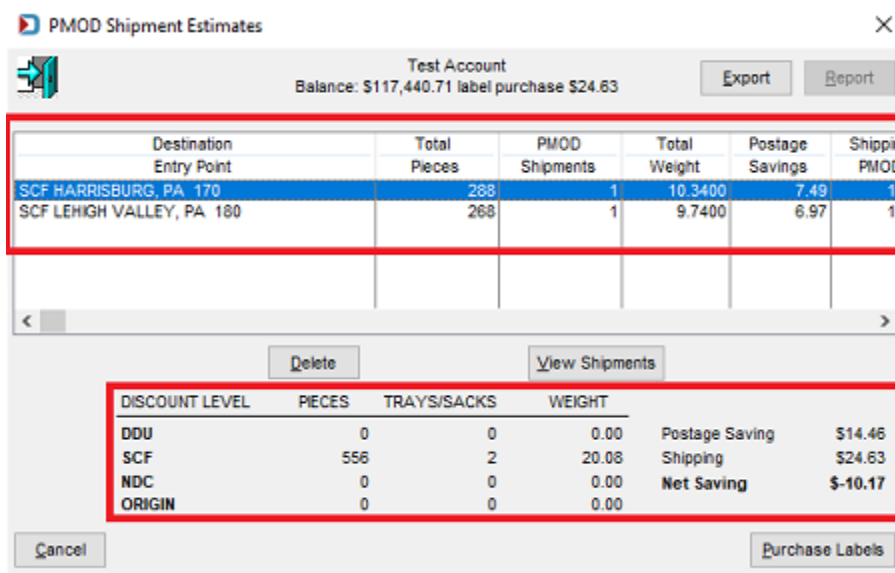 PMOD Shipment Estimates
Test Account
Balance: $117,440.71 label purchase $24.63
Export Report
Destination Total PMOD Total Postage Shippi
Entry Point Pieces Shipments Weight Savings PMOD
SCF HARRISBURG, PA 170 288 1 10.3400 7.49 1
SCF LEHIGH VALLEY, PA 180 268 1 9.7400 6.97 1
Delete View Shipments
DISCOUNT LEVEL PIECES TRAYS/SACKS WEIGHT
DDU 0 0 0.00 Postage Saving $14.46
SCF 556 2 20.08 Shipping $24.63
NDC 0 0 0.00 Net Saving $-10.17
ORIGIN 0 0 0.00
Cancel Purchase Labels